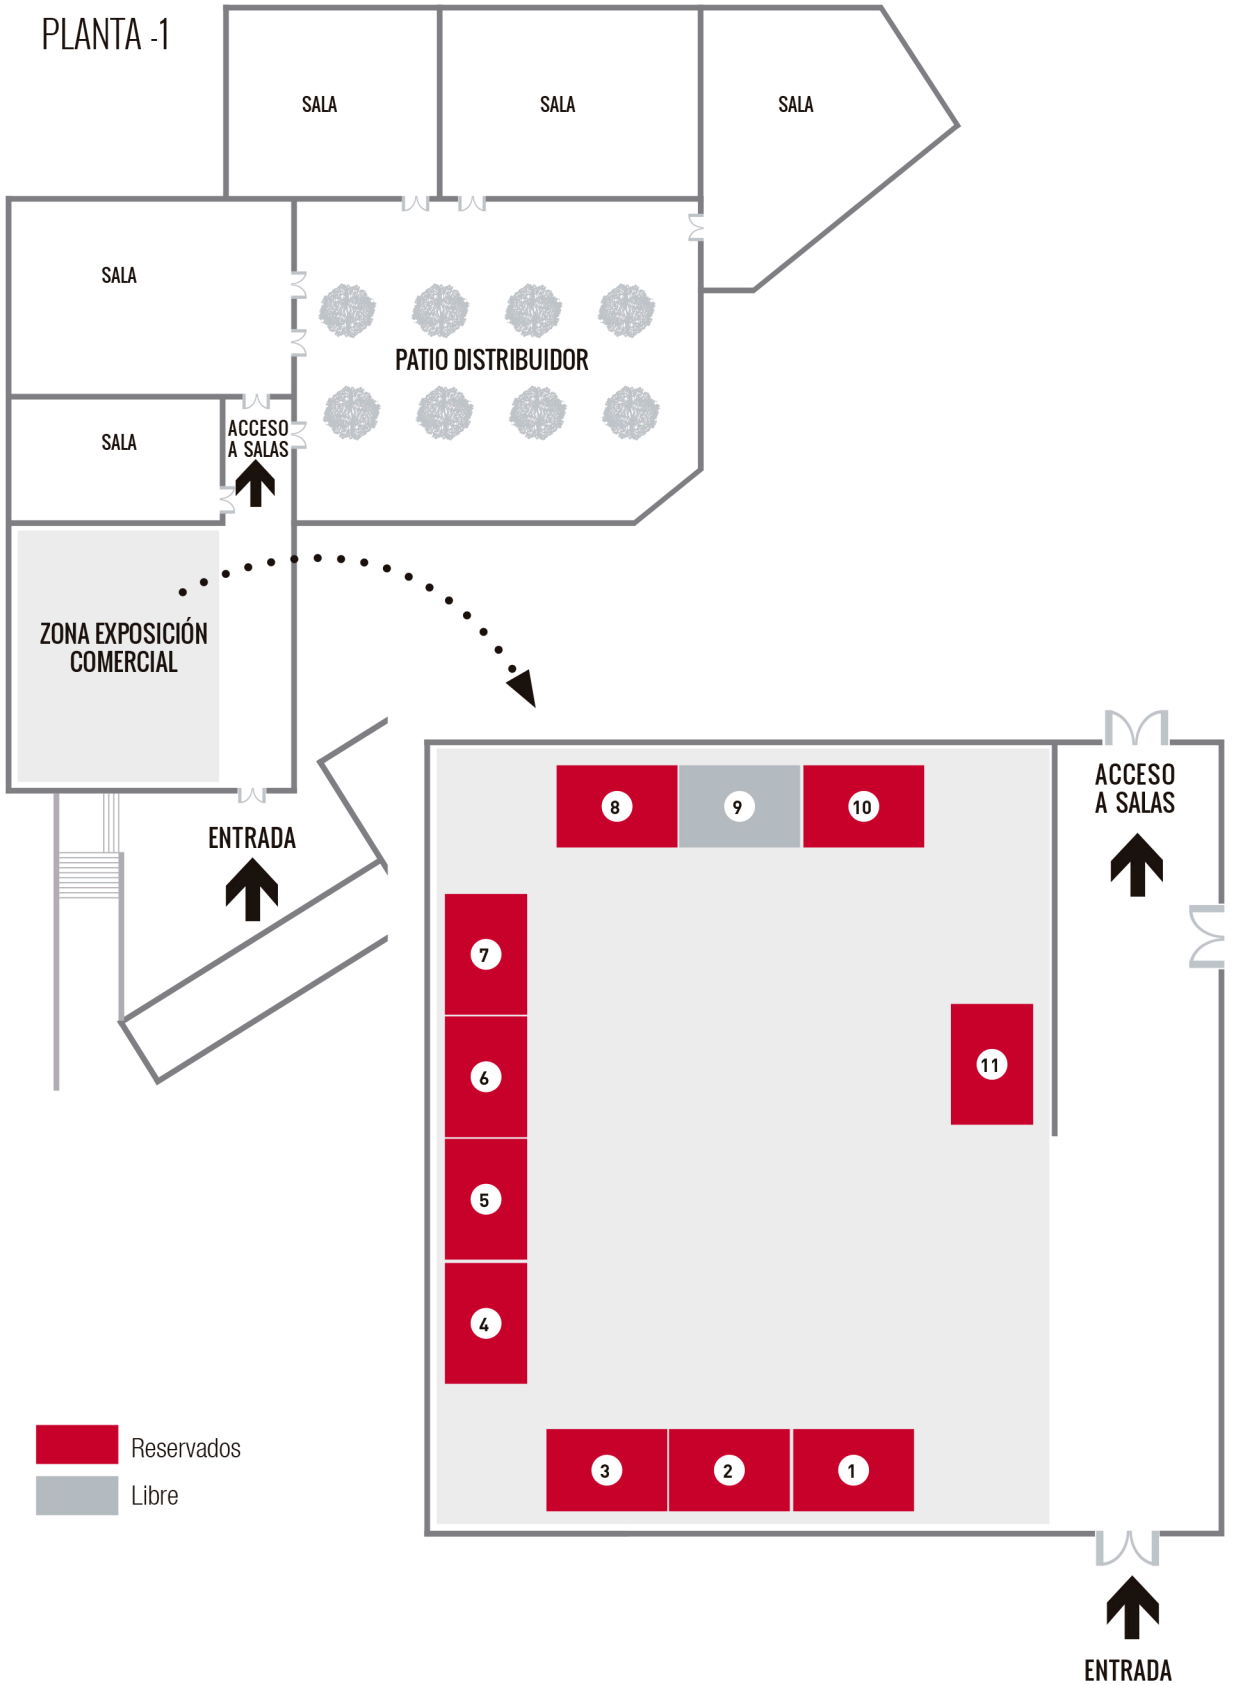 PLANTA -1
SALA
SALA
SALA
SALA
PATIO DISTRIBUIDOR
SALA
ACCESO
A SALAS
ZONA EXPOSICIÓN
COMERCIAL
ENTRADA
ACCESO
A SALAS
8
9
10
7
6
11
5
4
3
2
1
Reservados
Libre
ENTRADA